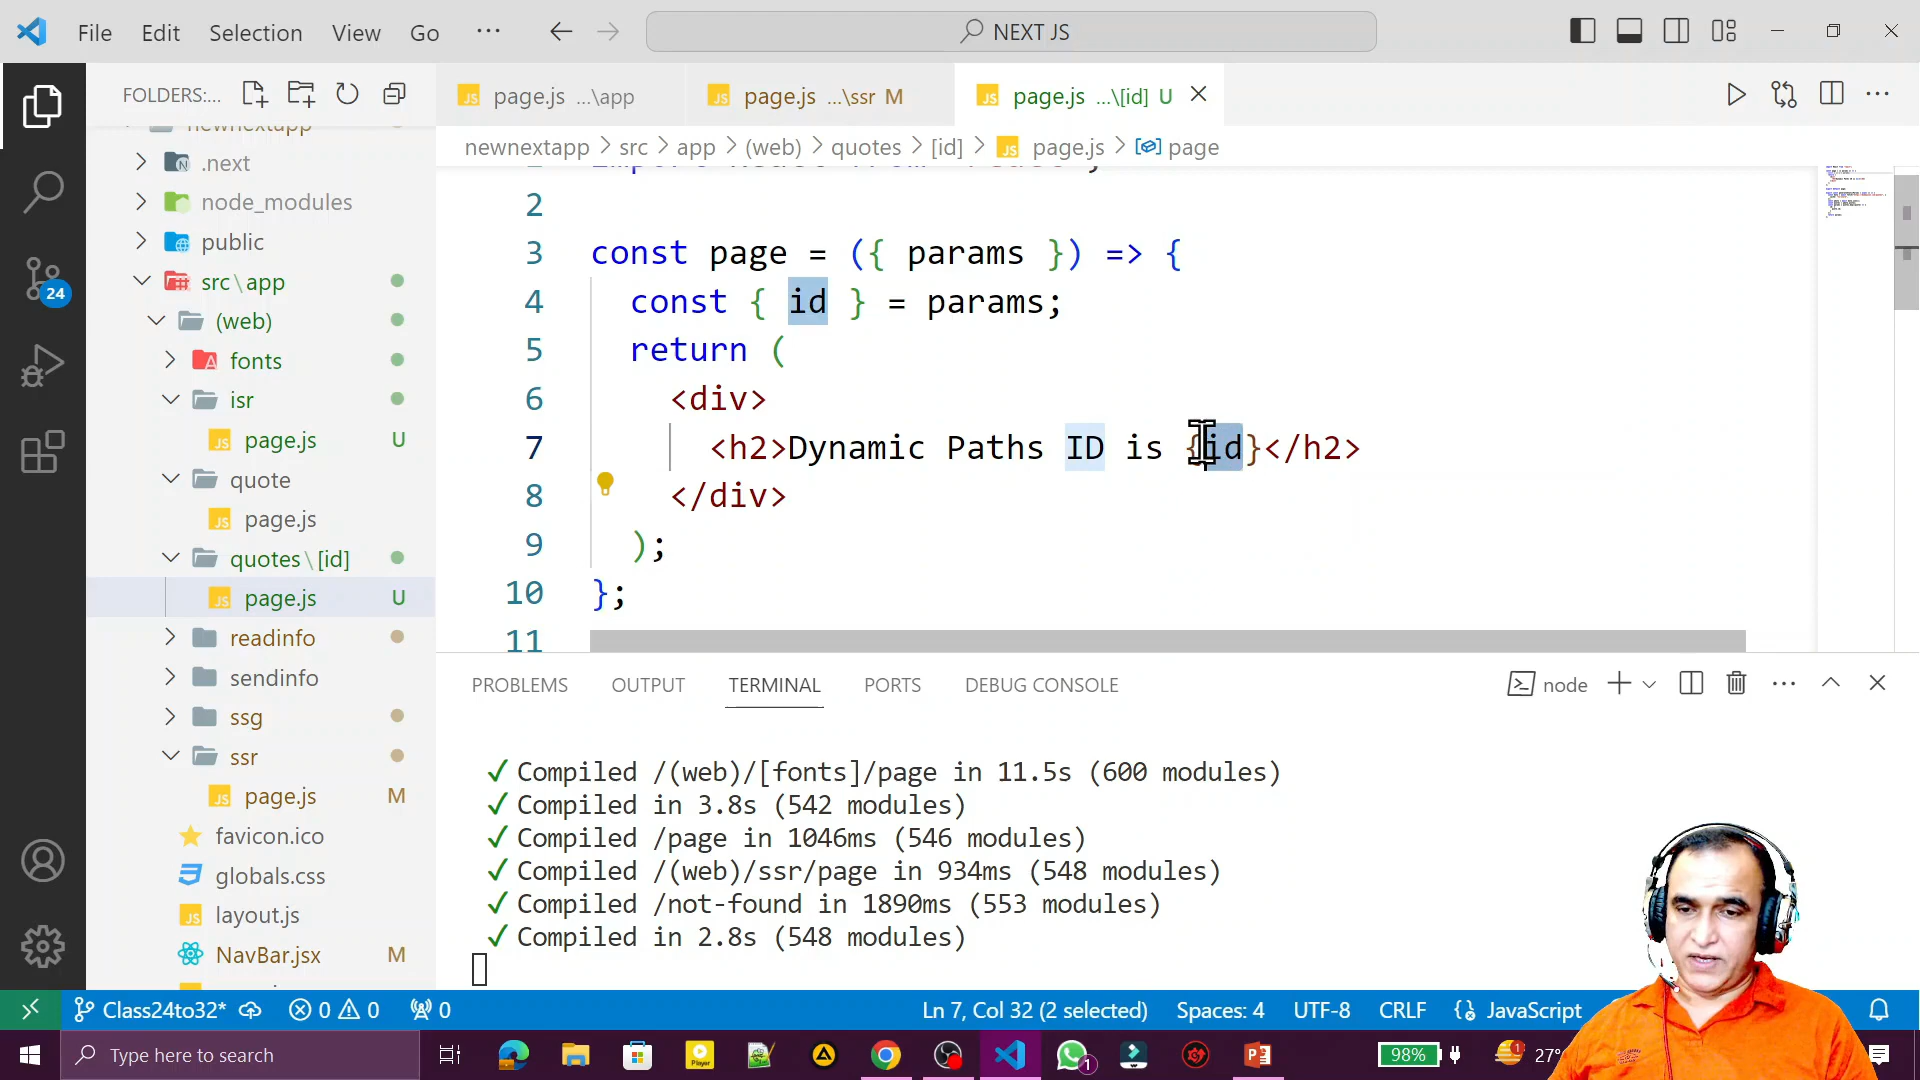 File Edit Selection View Go ... NEXT JS
FOLDERS:...
page.js ...\app
page.js ...\ssr M
page.js ...\[id] U
newnextapp > src > app > (web) > quotes > [id] > page.js > page
newnextapp
.next
node_modules
public
src\app
(web)
fonts
isr
page.js U
quote
page.js
quotes\[id]
page.js U
readinfo
sendinfo
ssg
ssr
page.js M
favicon.ico
globals.css
layout.js
NavBar.jsx M
24
2
3 const page = ({ params }) => {
4 const { id } = params;
5 return (
6 <div>
7 <h2>Dynamic Paths ID is {id}</h2>
8 </div>
9 );
10 };
11
PROBLEMS OUTPUT TERMINAL PORTS DEBUG CONSOLE node
✓ Compiled /(web)/[fonts]/page in 11.5s (600 modules)
✓ Compiled in 3.8s (542 modules)
✓ Compiled /page in 1046ms (546 modules)
✓ Compiled /(web)/ssr/page in 934ms (548 modules)
✓ Compiled /not-found in 1890ms (553 modules)
✓ Compiled in 2.8s (548 modules)
Class24to32* 0 0 0 Ln 7, Col 32 (2 selected) Spaces: 4 UTF-8 CRLF {} JavaScript
Type here to search Player 1 98% 1 27°